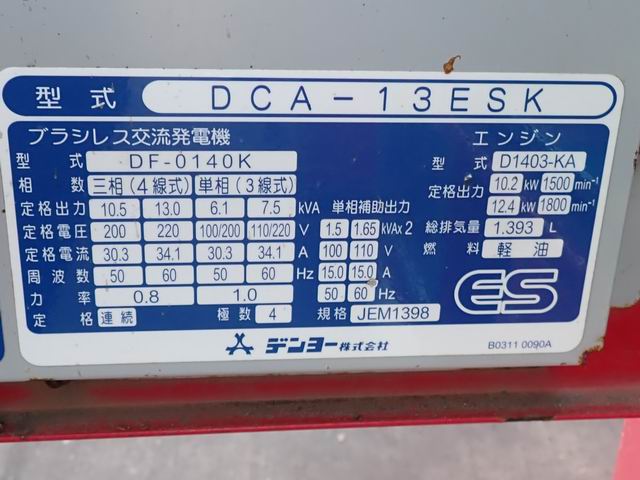 型式 DCA-13ESK
ブラシレス交流発電機
型式 DF-0140K
相数 三相(4線式) 単相(3線式)
定格出力 10.5 13.0 6.1 7.5 kVA 単相補助出力
定格電圧 200 220 100/200 110/220 V 1.5 1.65 kVAx2
定格電流 30.3 34.1 30.3 34.1 A 100 110 V
周波数 50 60 50 60 Hz 15.0 15.0 A
力率 0.8 1.0 50 60 Hz
定格 連続 極数 4 規格 JEM1398
エンジン
型式 D1403-KA
定格出力 10.2 kW 1500 min⁻¹
12.4 kW 1800 min⁻¹
総排気量 1.393 L
燃料 軽油
ES
デンヨー株式会社
B0311 0090A